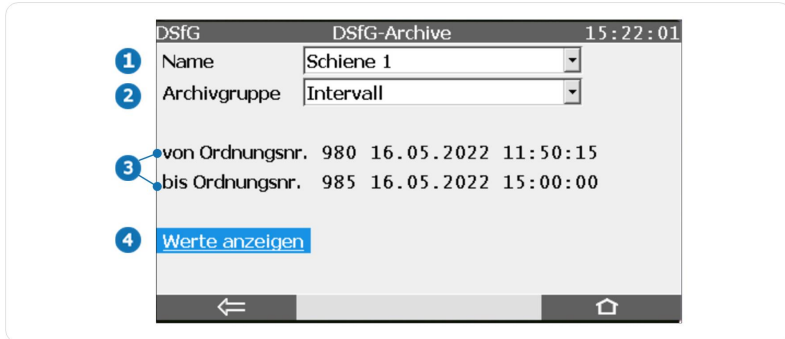 DSfG DSfG-Archive 15:22:01
1 Name Schiene 1
2 Archivgruppe Intervall
3
von Ordnungsnr. 980 16.05.2022 11:50:15
bis Ordnungsnr. 985 16.05.2022 15:00:00
4 Werte anzeigen